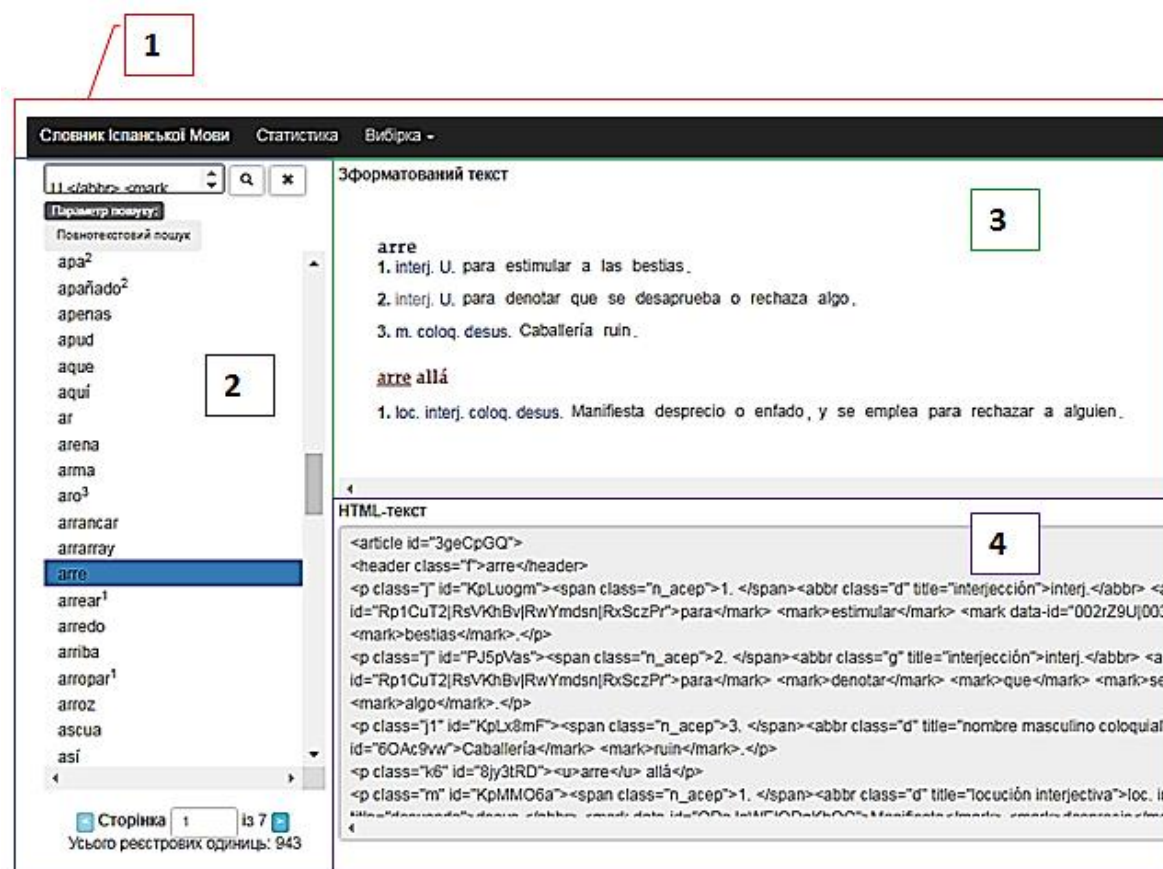 1
Словник Іспанської Мови Статистика Вибірка
U.</abbr> <mark
Параметр пошуку:
Повнотекстовий пошук
apa²
apañado²
apenas
apud
aque
aquí
ar
arena
arma
aro³
arrancar
arrarray
arre
arrear¹
arredo
arriba
arropar¹
arroz
ascua
así
Сторінка 1 із 7
Усього реєстрових одиниць: 943
2
Зформатований текст
3
arre
1. interj. U. para estimular a las bestias.
2. interj. U. para denotar que se desaprueba o rechaza algo.
3. m. coloq. desus. Caballería ruin.
arre allá
1. loc. interj. coloq. desus. Manifiesta desprecio o enfado, y se emplea para rechazar a alguien.
HTML-текст
4
<article id="3geCpGQ">
<header class="f">arre</header>
<p class="j" id="KpLuogm"><span class="n_acep">1. </span><abbr class="d" title="interjección">interj.</abbr> <a
id="Rp1CuT2|RsVKhBv|RwYmdsn|RxSczPr">para</mark> <mark>estimular</mark> <mark data-id="002rZ9U|003
<mark>bestias</mark>.</p>
<p class="j" id="PJ5pVas"><span class="n_acep">2. </span><abbr class="g" title="interjección">interj.</abbr> <a
id="Rp1CuT2|RsVKhBv|RwYmdsn|RxSczPr">para</mark> <mark>denotar</mark> <mark>que</mark> <mark>se
<mark>algo</mark>.</p>
<p class="j1" id="KpLx8mF"><span class="n_acep">3. </span><abbr class="d" title="nombre masculino coloquial
id="6OAc9vw">Caballería</mark> <mark>ruin</mark>.</p>
<p class="k6" id="8jy3tRD"><u>arre</u> allá</p>
<p class="m" id="KpMMO6a"><span class="n_acep">1. </span><abbr class="d" title="locución interjectiva">loc. i